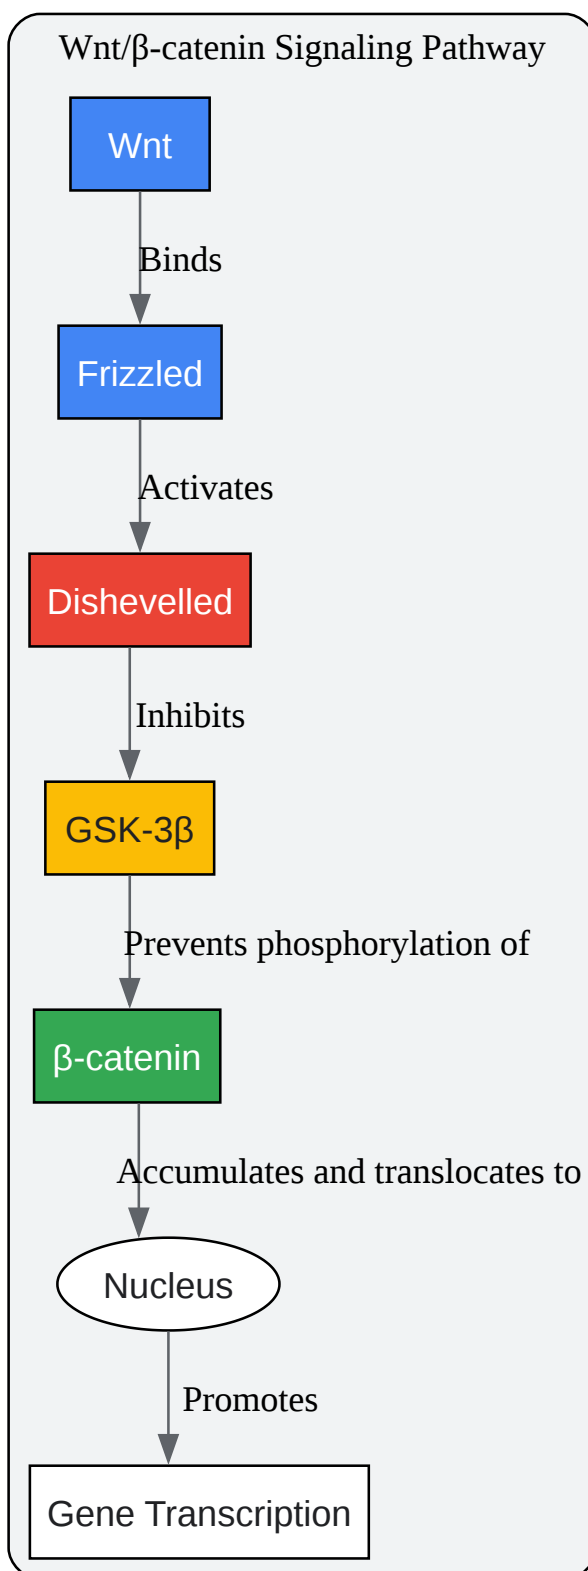 Wnt/β-catenin Signaling Pathway
Wnt
Binds
Frizzled
Activates
Dishevelled
Inhibits
GSK-3β
Prevents phosphorylation of
β-catenin
Accumulates and translocates to
Nucleus
Promotes
Gene Transcription